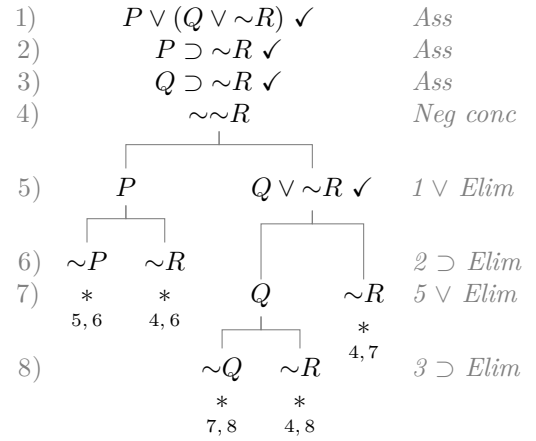 1) P ∨ (Q ∨ ∼R) ✓ Ass
2) P ⊃ ∼R ✓ Ass
3) Q ⊃ ∼R ✓ Ass
4) ∼∼R Neg conc
5) P Q ∨ ∼R ✓ 1 ∨ Elim
6) ∼P ∼R 2 ⊃ Elim
7) * * Q ∼R 5 ∨ Elim
5, 6 4, 6 *
4, 7
8) ∼Q ∼R 3 ⊃ Elim
* *
7, 8 4, 8